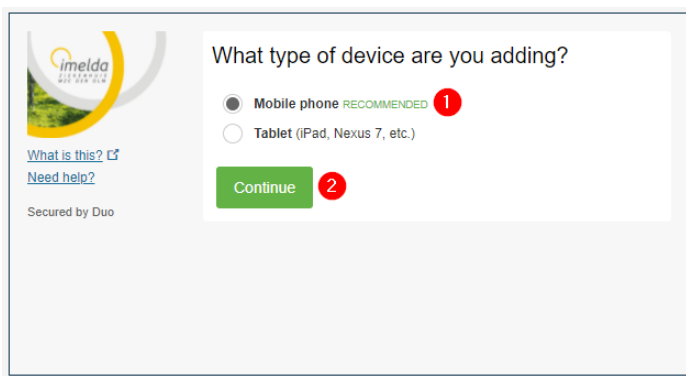 imelda
ZIEKENHUIS
What is this?
Need help?
Secured by Duo
What type of device are you adding?
Mobile phone RECOMMENDED 1
Tablet (iPad, Nexus 7, etc.)
Continue 2